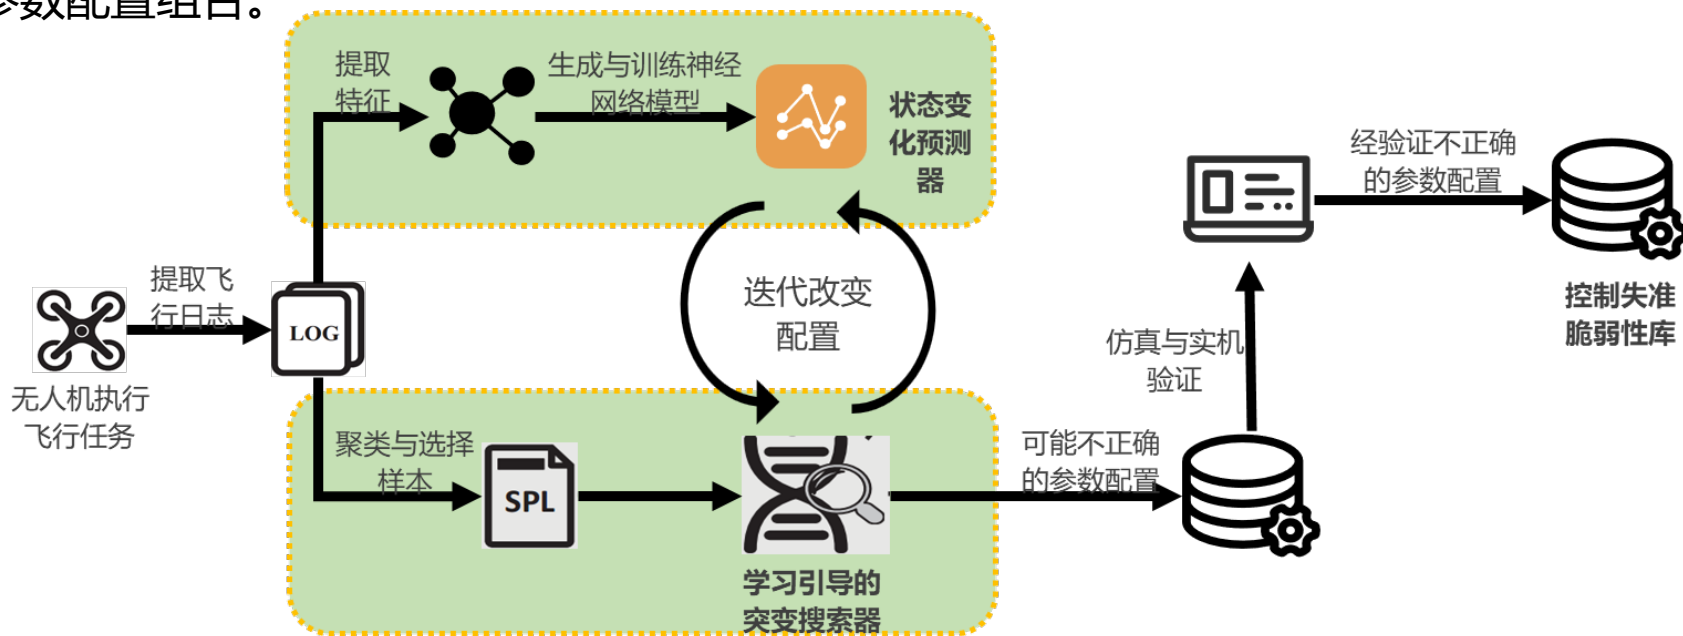 参数配置组合。
提取
特征
生成与训练神经
网络模型
状态变
化预测
器
经验证不正确
的参数配置
提取飞
行日志
LOG
迭代改变
配置
控制失准
脆弱性库
仿真与实机
验证
无人机执行
飞行任务
聚类与选择
样本
SPL
可能不正确
的参数配置
学习引导的
突变搜索器